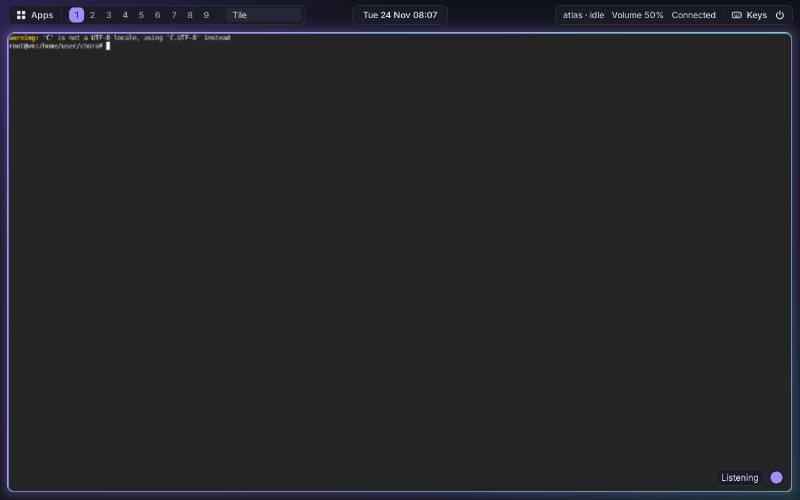 Apps 1 2 3 4 5 6 7 8 9 Tile Tue 24 Nov 08:07 atlas · idle Volume 50% Connected Keys
warning: 'C' is not a UTF-8 locale, using 'C.UTF-8' instead
root@vm:/home/user/chora#
Listening